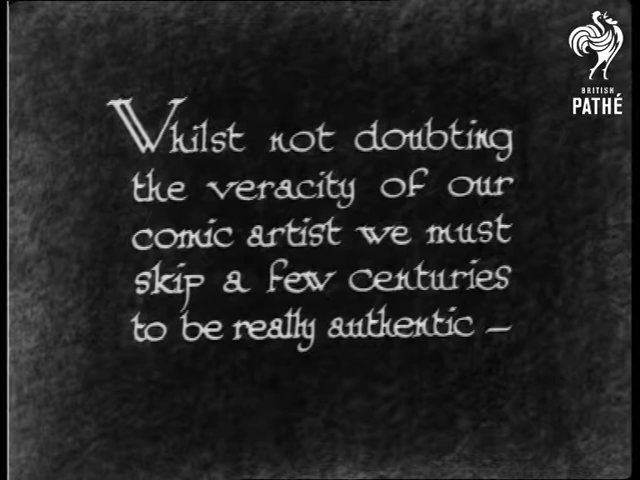 BRITISH
PATHÉ
Whilst not doubting
the veracity of our
comic artist we must
skip a few centuries
to be really authentic –